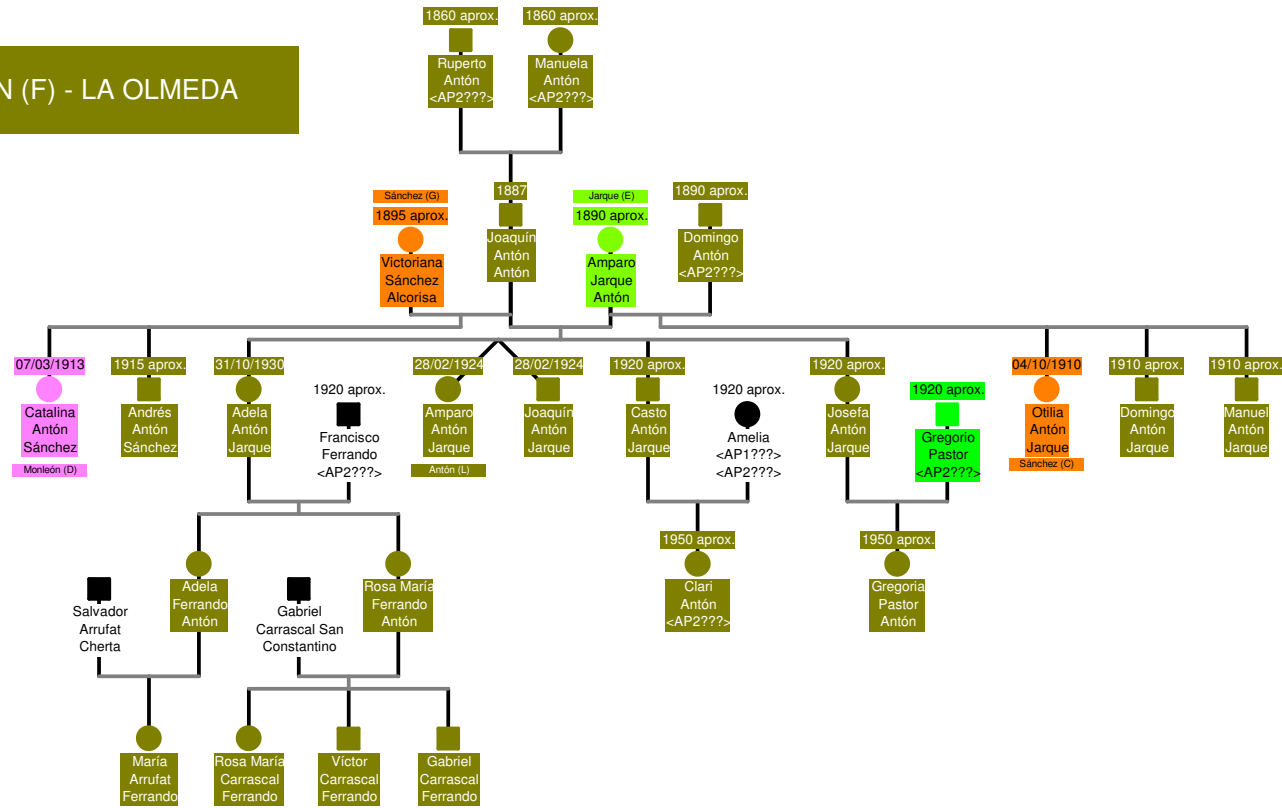 1860 aprox.
Ruperto
Antón
<AP2???>
1860 aprox.
Manuela
Antón
<AP2???>
N (F) - LA OLMEDA
Sánchez (G)
1895 aprox.
Victoriana
Sánchez
Alcorisa
1887
Joaquín
Antón
Antón
Jarque (E)
1890 aprox.
Amparo
Jarque
Antón
1890 aprox.
Domingo
Antón
<AP2???>
07/03/1913
Catalina
Antón
Sánchez
Monleón (D)
1915 aprox.
Andrés
Antón
Sánchez
31/10/1930
Adela
Antón
Jarque
1920 aprox.
Francisco
Ferrando
<AP2???>
28/02/1924
Amparo
Antón
Jarque
Antón (L)
28/02/1924
Joaquín
Antón
Jarque
1920 aprox.
Casto
Antón
Jarque
1920 aprox.
Amelia
<AP1???>
<AP2???>
1920 aprox.
Josefa
Antón
Jarque
1920 aprox.
Gregorio
Pastor
<AP2???>
04/10/1910
Otilia
Antón
Jarque
Sánchez (C)
1910 aprox.
Domingo
Antón
Jarque
1910 aprox.
Manuel
Antón
Jarque
Salvador
Arrufat
Cherta
Adela
Ferrando
Antón
Gabriel
Carrascal San
Constantino
Rosa María
Ferrando
Antón
1950 aprox.
Clari
Antón
<AP2???>
1950 aprox.
Gregoria
Pastor
Antón
María
Arrufat
Ferrando
Rosa María
Carrascal
Ferrando
Víctor
Carrascal
Ferrando
Gabriel
Carrascal
Ferrando